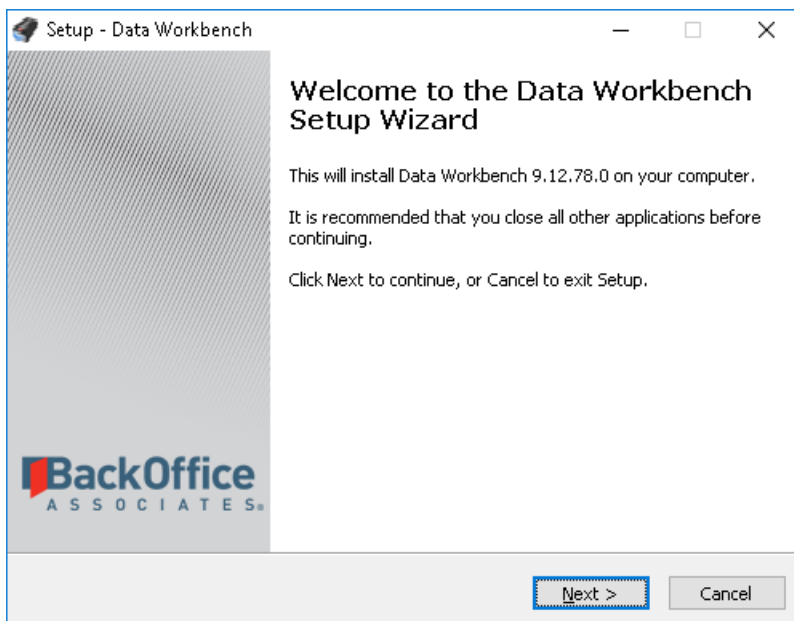 Setup - Data Workbench
Welcome to the Data Workbench
Setup Wizard
This will install Data Workbench 9.12.78.0 on your computer.
It is recommended that you close all other applications before
continuing.
Click Next to continue, or Cancel to exit Setup.
BackOffice
ASSOCIATES®
Next >
Cancel